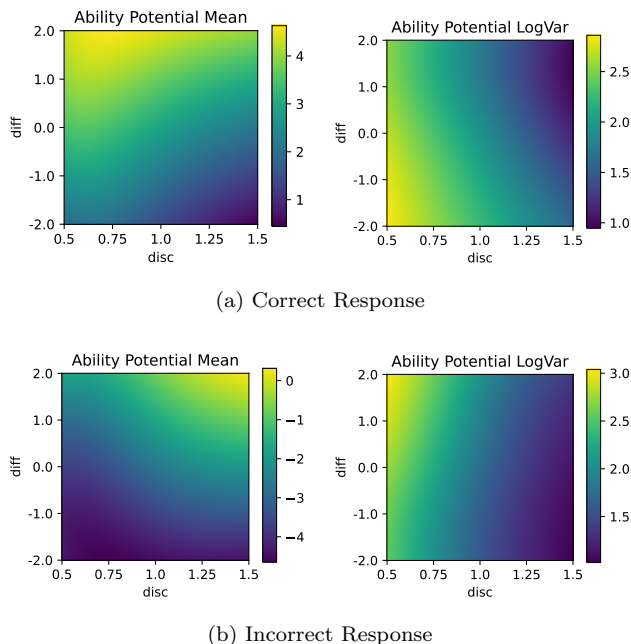 Ability Potential Mean
2.0
1.0
0.0
-1.0
-2.0
diff
0.5 0.75 1.0 1.25 1.5
disc
4
3
2
1
Ability Potential LogVar
2.0
1.0
0.0
-1.0
-2.0
diff
0.5 0.75 1.0 1.25 1.5
disc
2.5
2.0
1.5
1.0
(a) Correct Response
Ability Potential Mean
2.0
1.0
0.0
-1.0
-2.0
diff
0.5 0.75 1.0 1.25 1.5
disc
0
−1
−2
−3
−4
Ability Potential LogVar
2.0
1.0
0.0
-1.0
-2.0
diff
0.5 0.75 1.0 1.25 1.5
disc
3.0
2.5
2.0
1.5
(b) Incorrect Response